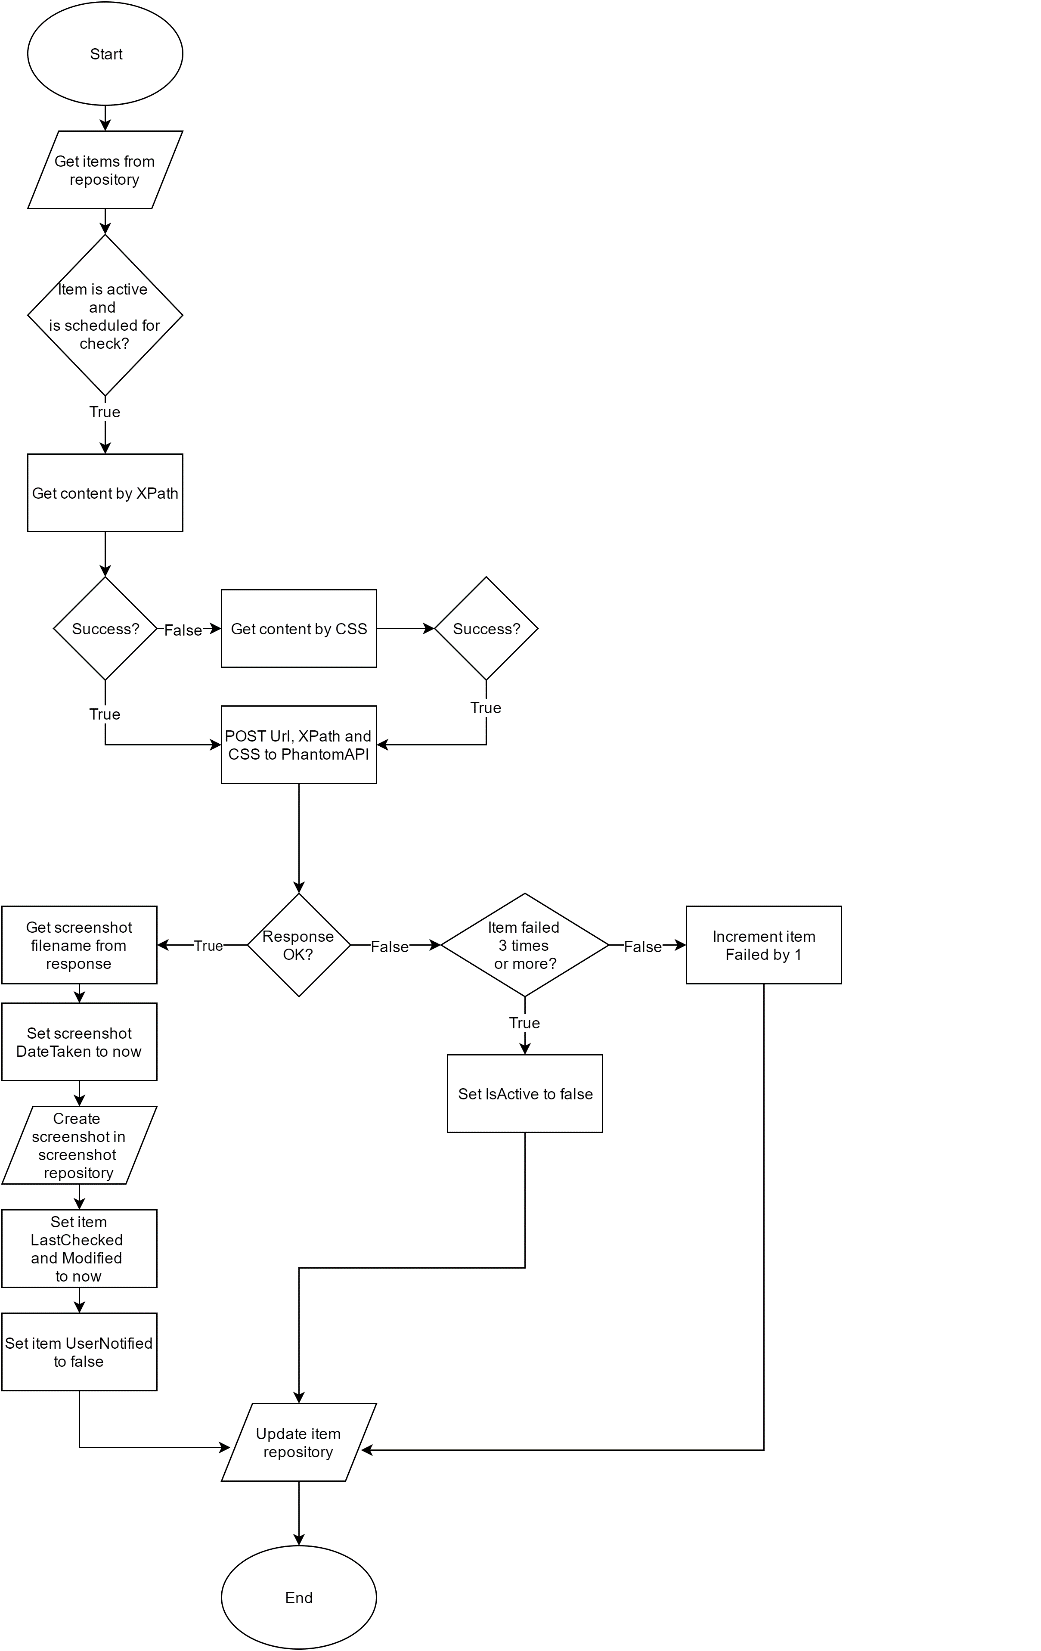 Start
Get items from
repository
Item is active
and
is scheduled for
check?
True
Get content by XPath
Success?
False
Get content by CSS
Success?
True
True
POST Url, XPath and
CSS to PhantomAPI
Response
OK?
True
False
Get screenshot
filename from
response
Item failed
3 times
or more?
False
Increment item
Failed by 1
True
Set screenshot
DateTaken to now
Set IsActive to false
Create
screenshot in
screenshot
repository
Set item
LastChecked
and Modified
to now
Set item UserNotified
to false
Update item
repository
End